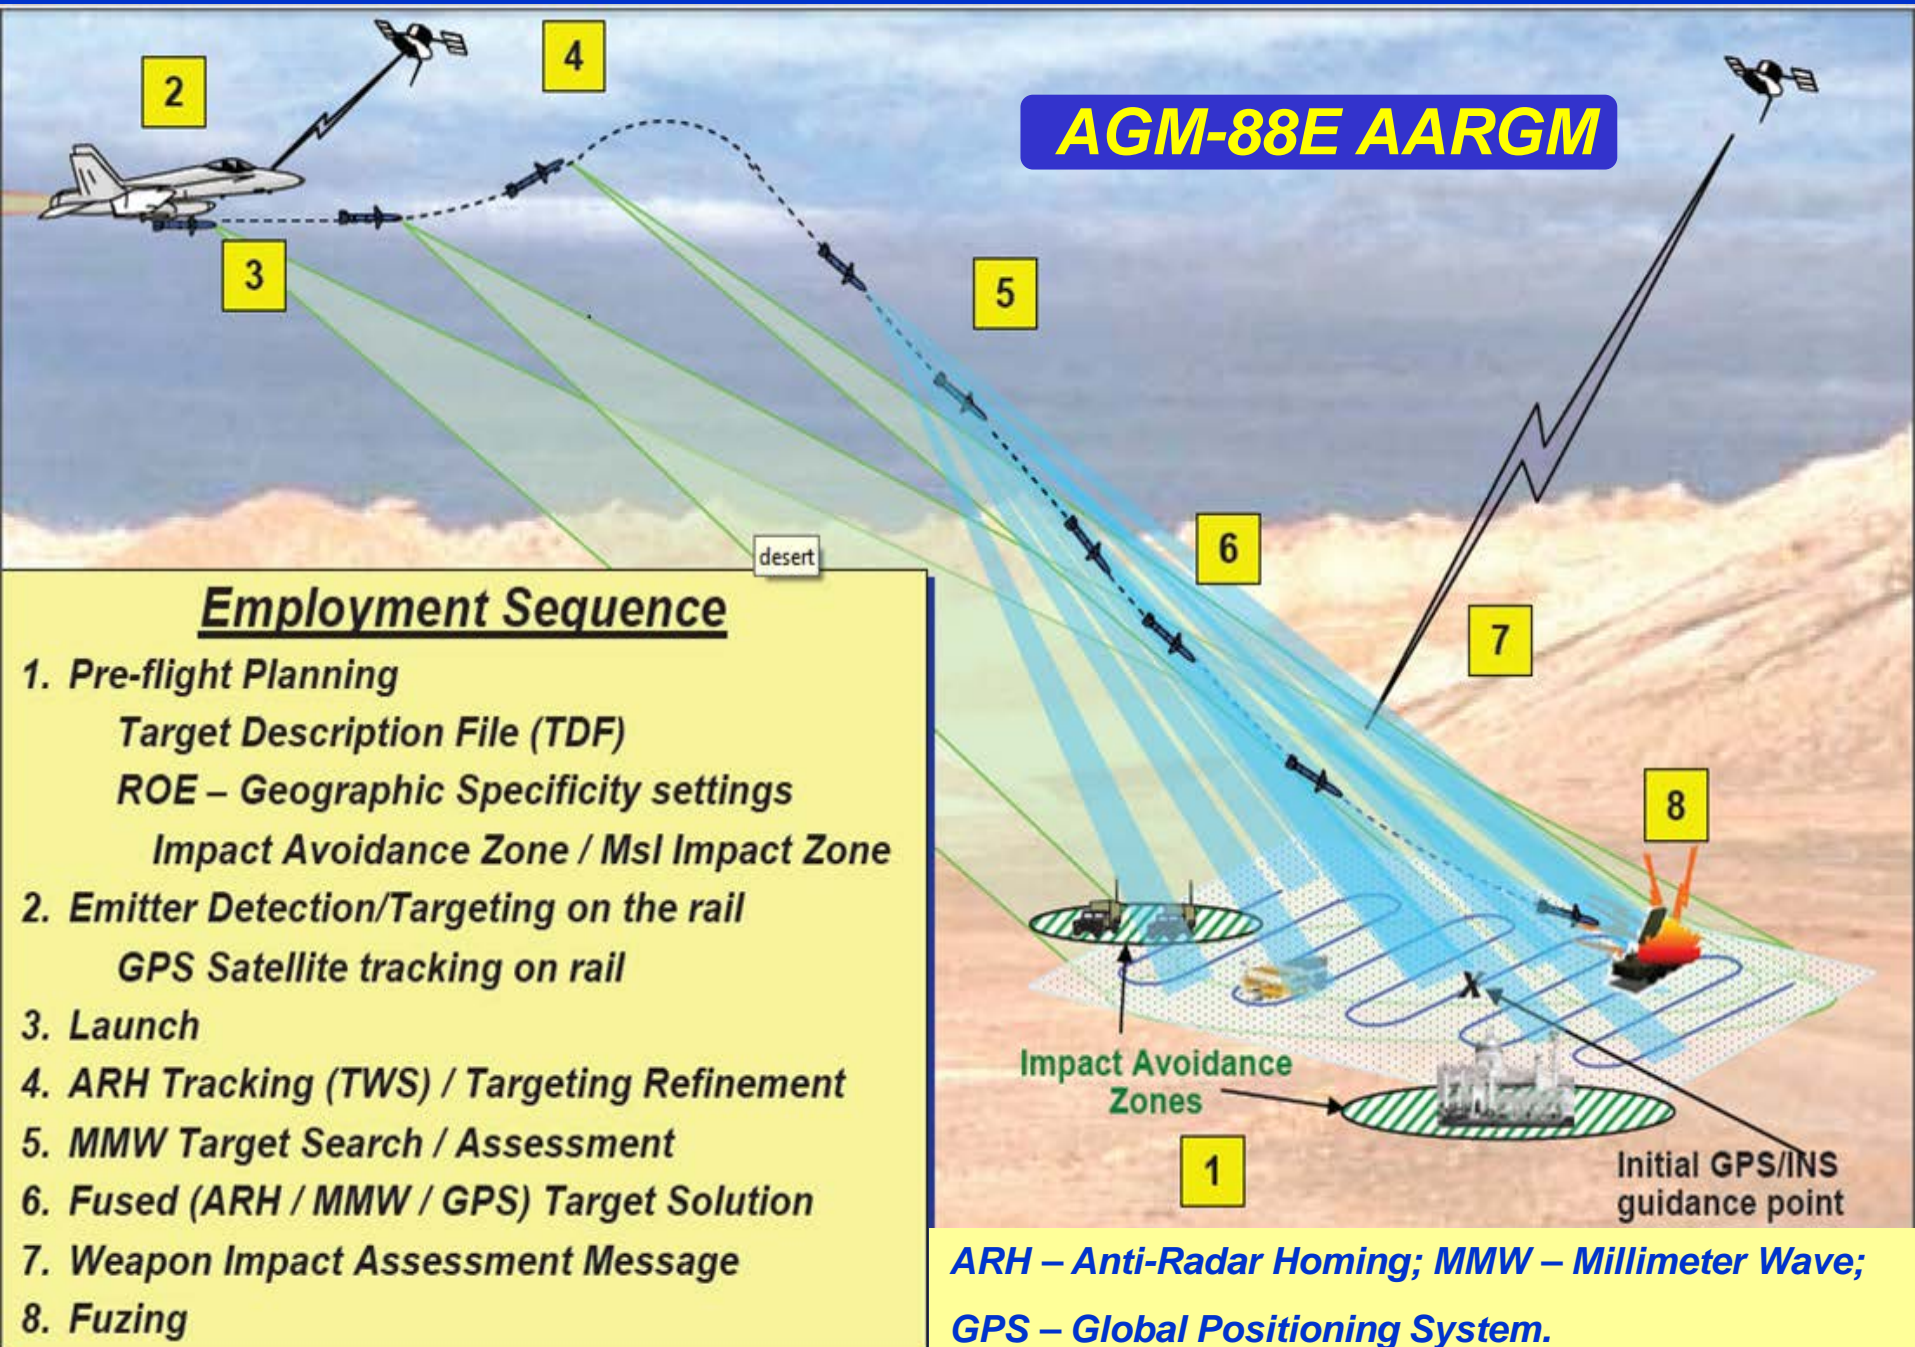 2
4
AGM-88E AARGM
3
5
desert
6
7
8
Employment Sequence
1. Pre-flight Planning
Target Description File (TDF)
ROE – Geographic Specificity settings
Impact Avoidance Zone / Msl Impact Zone
2. Emitter Detection/Targeting on the rail
GPS Satellite tracking on rail
3. Launch
4. ARH Tracking (TWS) / Targeting Refinement
5. MMW Target Search / Assessment
6. Fused (ARH / MMW / GPS) Target Solution
7. Weapon Impact Assessment Message
8. Fuzing
X
Impact Avoidance
Zones
1
Initial GPS/INS
guidance point
ARH – Anti-Radar Homing; MMW – Millimeter Wave;
GPS – Global Positioning System.